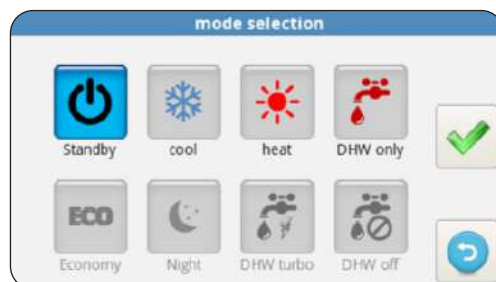 mode selection
Standby cool heat DHW only
ECO
Economy Night DHW turbo DHW off